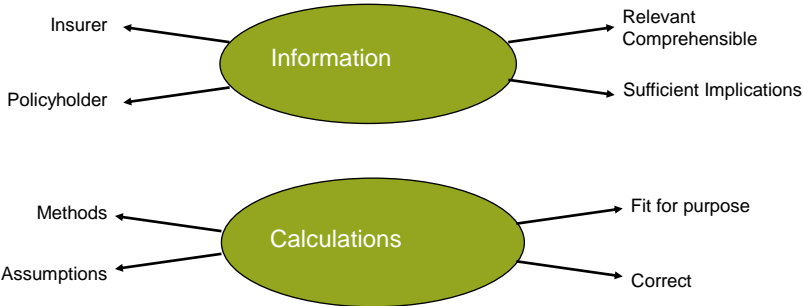 Insurer
Information
Relevant
Comprehensible
Policyholder
Sufficient Implications
Methods
Calculations
Fit for purpose
Assumptions
Correct